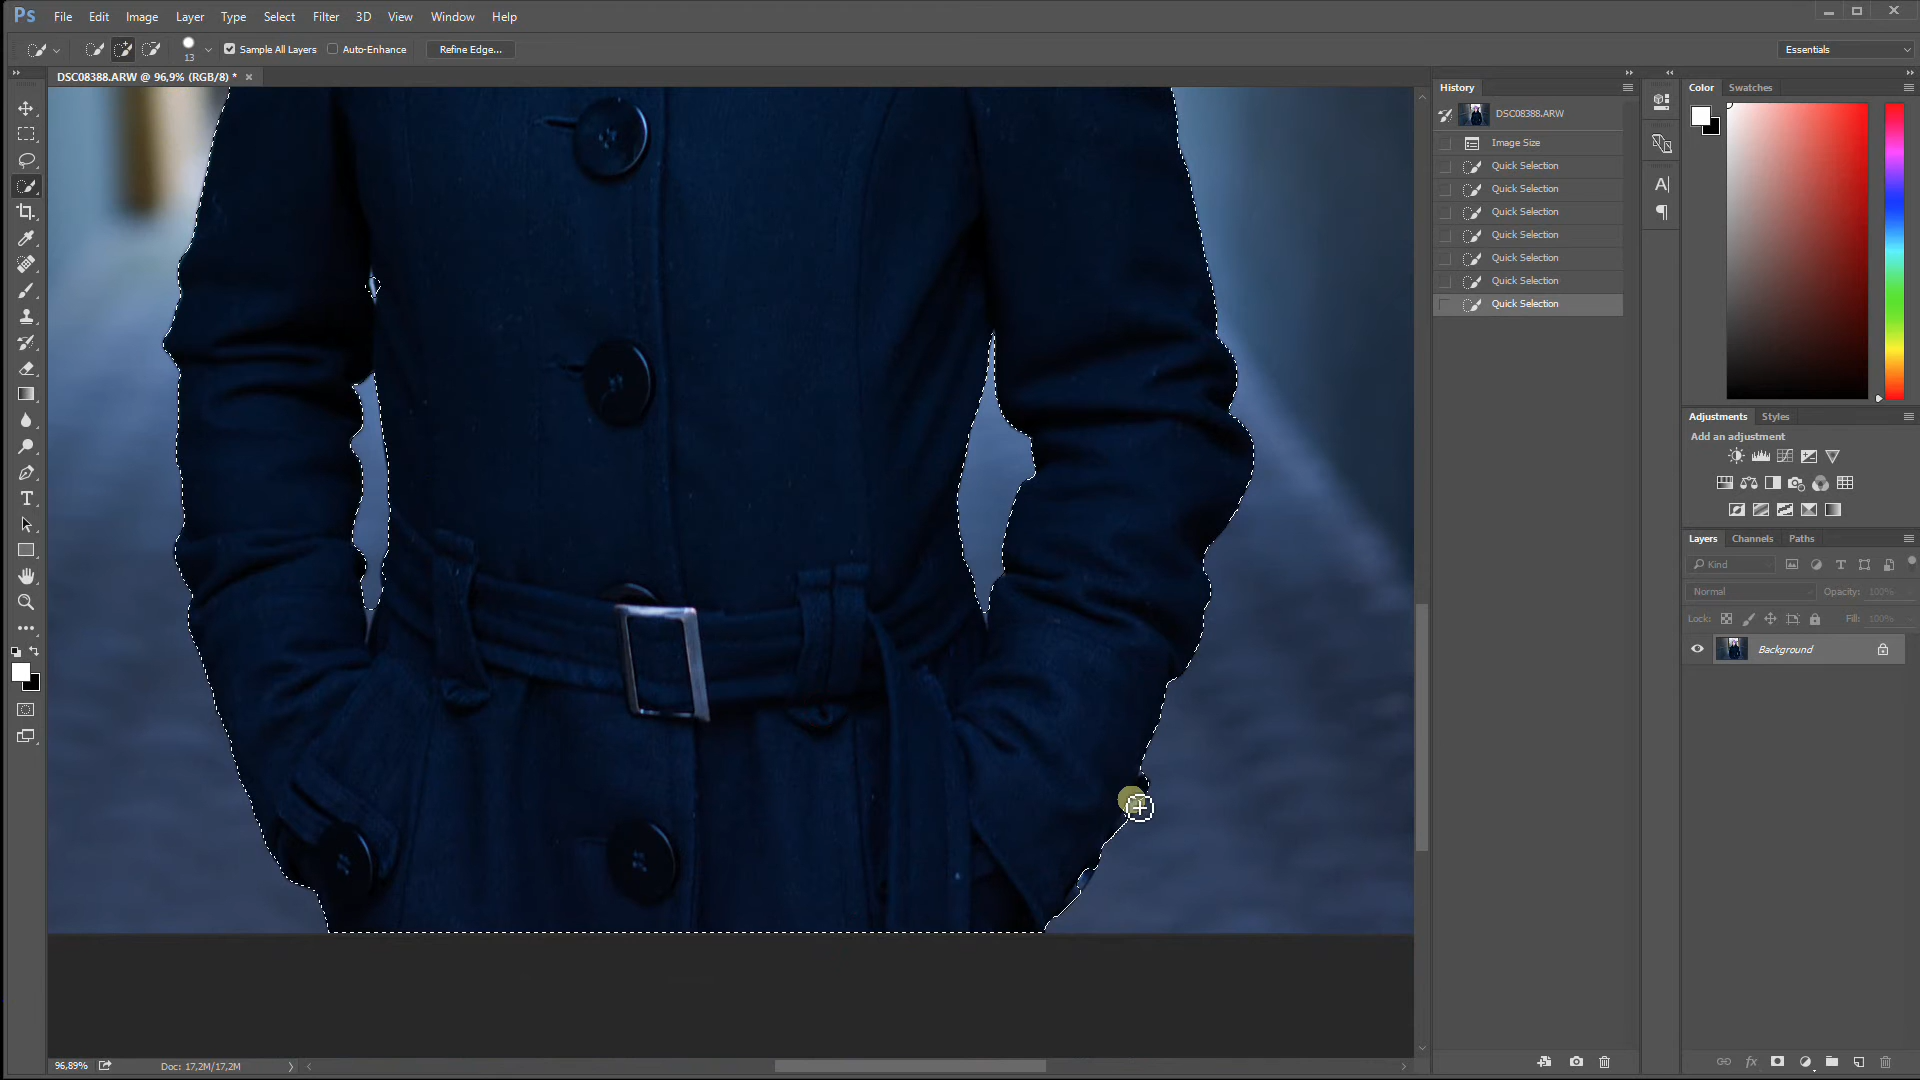 Ps File Edit Image Layer Type Select Filter 3D View Window Help
13 Sample All Layers Auto-Enhance Refine Edge... Essentials
DSC08388.ARW @ 96,9% (RGB/8) *
History
DSC08388.ARW
Image Size
Quick Selection
Quick Selection
Quick Selection
Quick Selection
Quick Selection
Quick Selection
Quick Selection
Color Swatches
Adjustments Styles
Add an adjustment
Layers Channels Paths
Kind
Normal Opacity: 100%
Lock: Fill: 100%
Background
96,89% Doc: 17,2M/17,2M